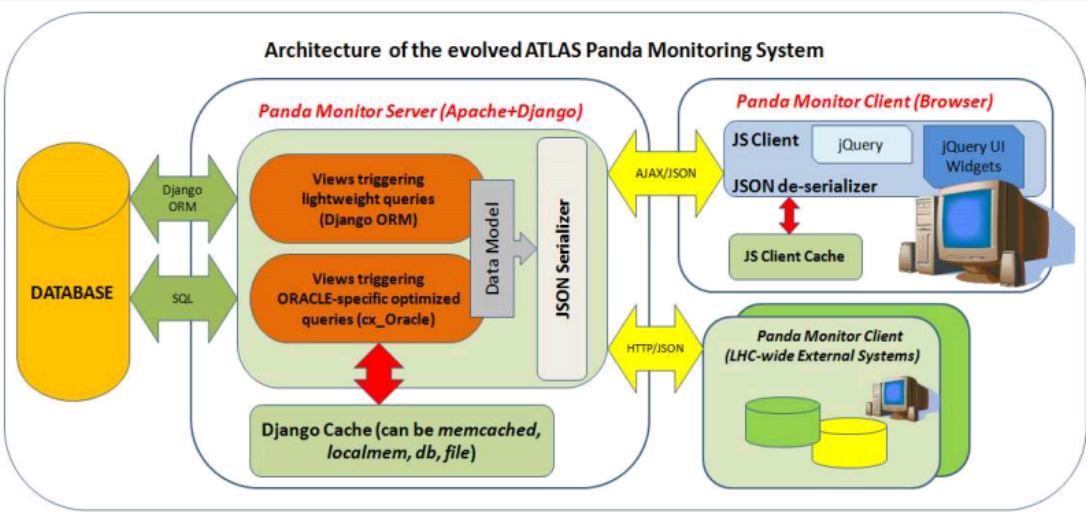 Architecture of the evolved ATLAS Panda Monitoring System
Panda Monitor Server (Apache+Django)
Panda Monitor Client (Browser)
DATABASE
Django
ORM
SQL
Views triggering
lightweight queries
(Django ORM)
Views triggering
ORACLE-specific optimized
queries (cx_Oracle)
Data Model
JSON Serializer
Django Cache (can be memcached,
localmem, db, file)
AJAX/JSON
HTTP/JSON
JS Client
jQuery
jQuery UI
Widgets
JSON de-serializer
JS Client Cache
Panda Monitor Client
(LHC-wide External Systems)